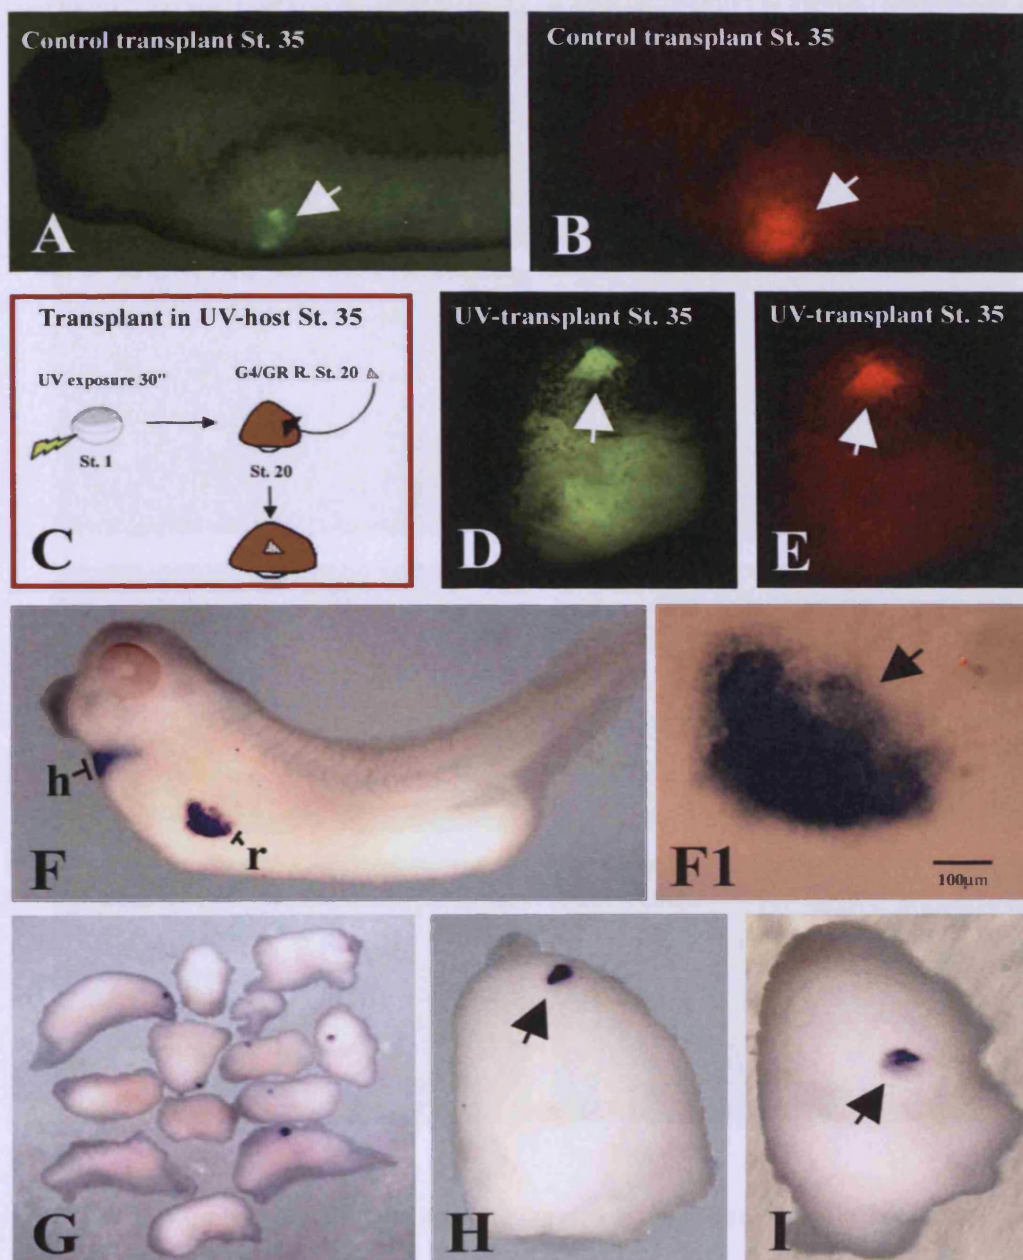 Control transplant St. 35
A
Control transplant St. 35
B
Transplant in UV-host St. 35
UV exposure 30"
G4/GR R. St. 20
St. 1
St. 20
C
UV-transplant St. 35
D
UV-transplant St. 35
E
h
r
F
F1
100µm
G
H
I